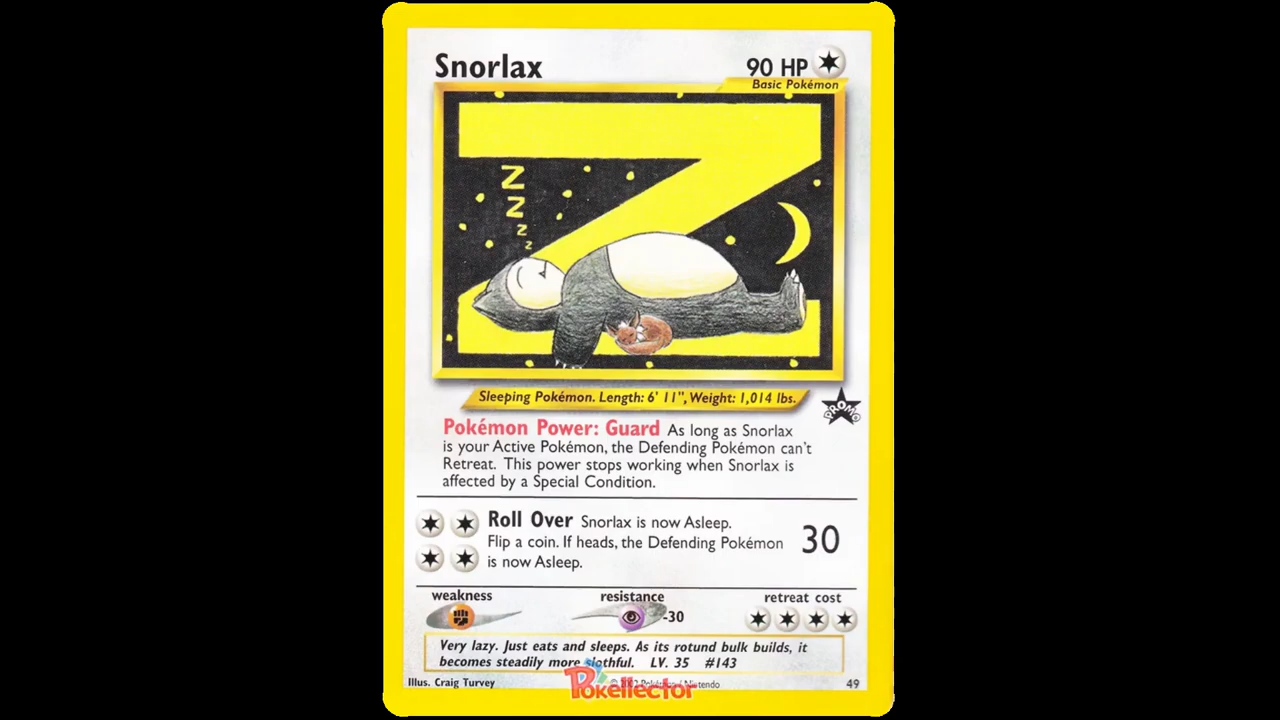 Snorlax
90 HP
Basic Pokémon
Z
Z
Z
Z
Z
Sleeping Pokémon. Length: 6' 11", Weight: 1,014 lbs.
PROMO
Pokémon Power: Guard As long as Snorlax
is your Active Pokémon, the Defending Pokémon can't
Retreat. This power stops working when Snorlax is
affected by a Special Condition.
Roll Over Snorlax is now Asleep.
Flip a coin. If heads, the Defending Pokémon
is now Asleep.
30
weakness
resistance
retreat cost
-30
Very lazy. Just eats and sleeps. As its rotund bulk builds, it
becomes steadily more slothful. LV. 35 #143
Illus. Craig Turvey
Pokellector
Nintendo
49